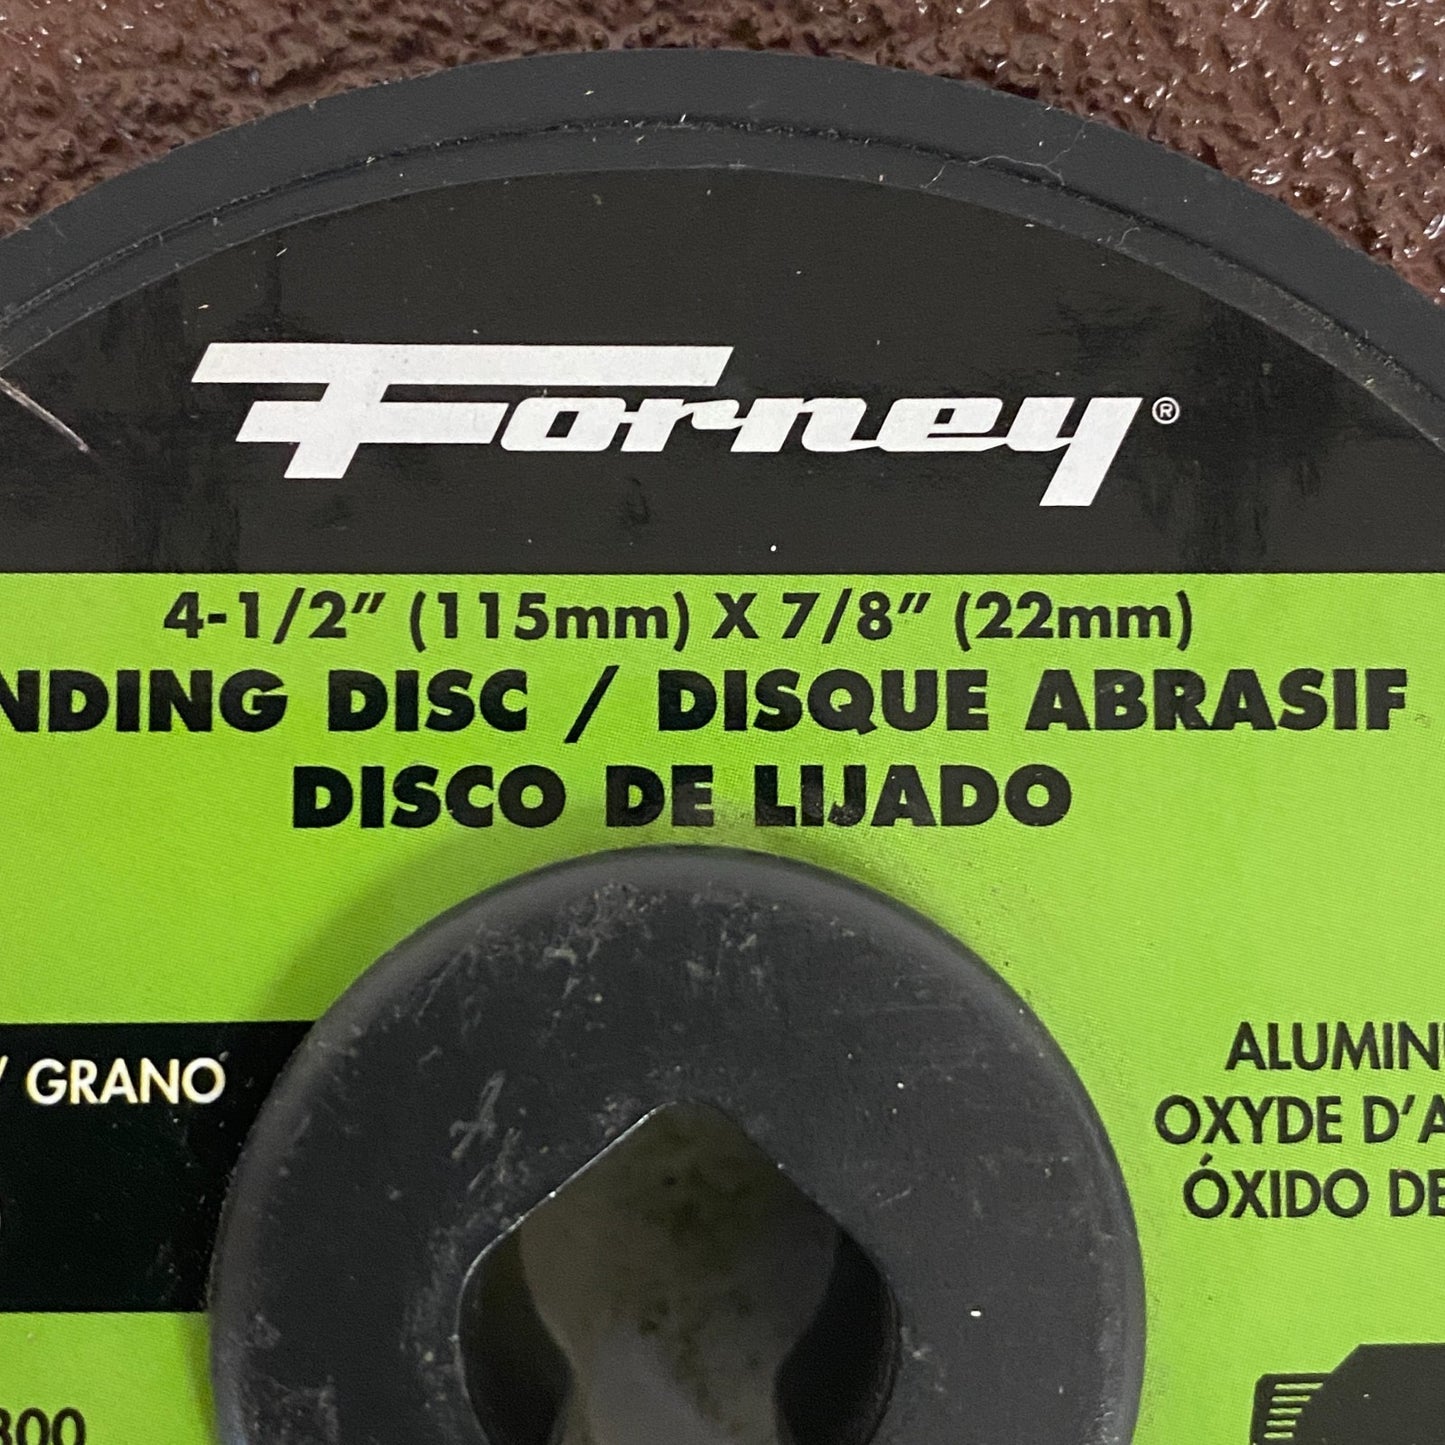 Forney®
4-1/2" (115mm) X 7/8" (22mm)
NDING DISC / DISQUE ABRASIF
DISCO DE LIJADO
/ GRANO
ALUMIN
OXYDE D'A
ÓXIDO DE
300